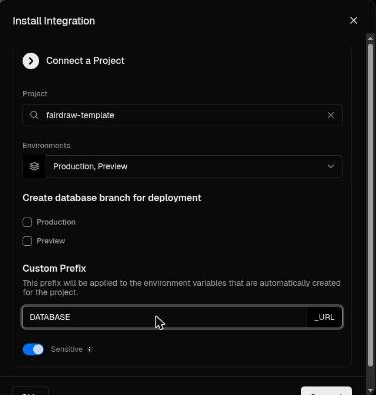 Install Integration
Connect a Project
Project
fairdraw-template
Environments
Production, Preview
Create database branch for deployment
Production
Preview
Custom Prefix
This prefix will be applied to the environment variables that are automatically created
for the project.
DATABASE
_URL
Sensitive